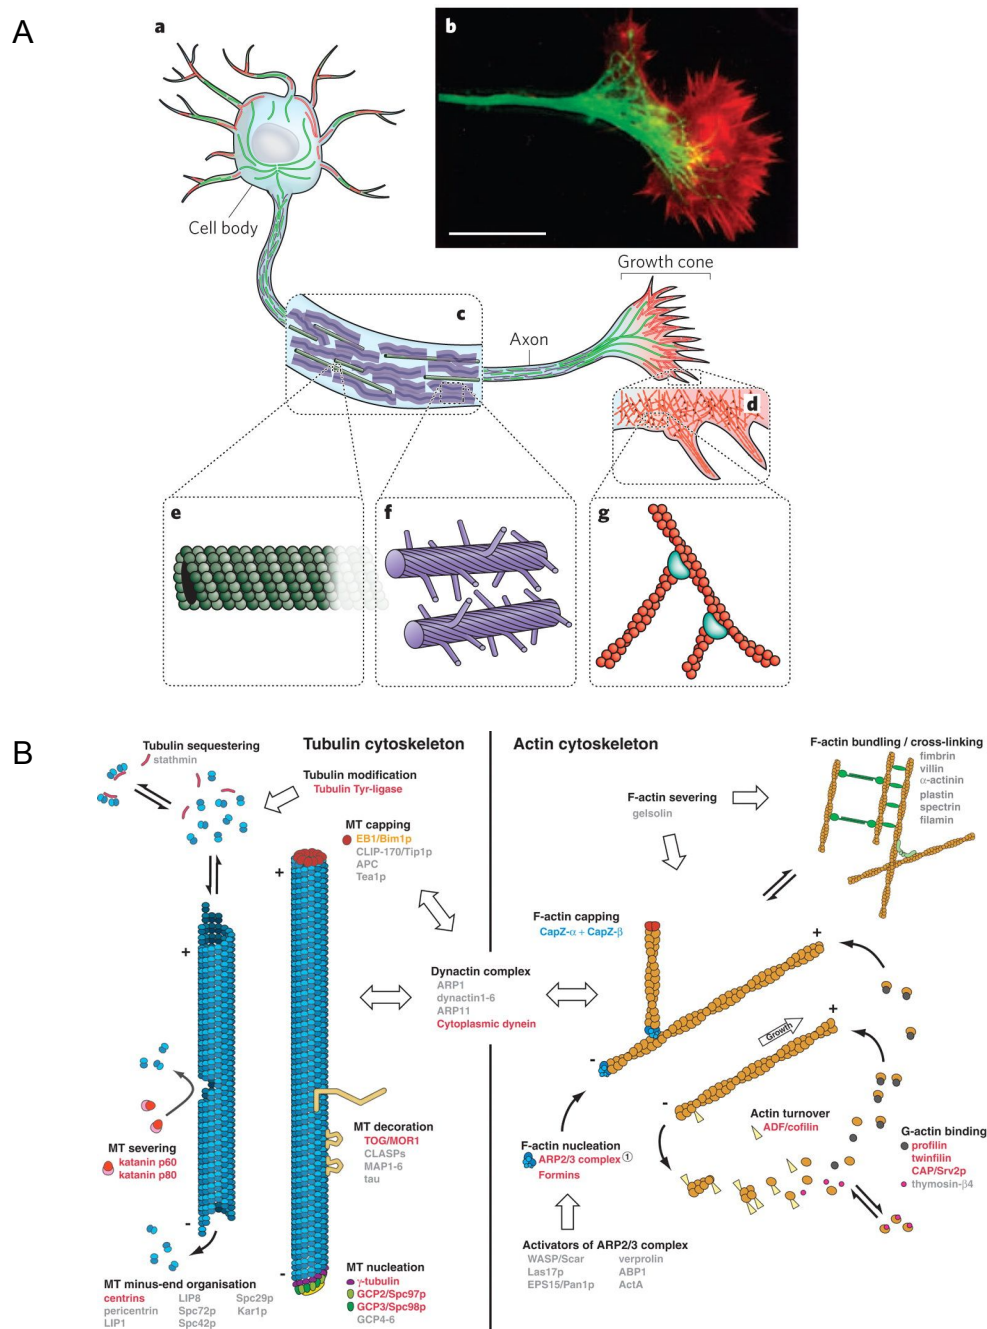 A
a
b
Cell body
Growth cone
c
Axon
d
e
f
g
B
Tubulin sequestering
stathmin
Tubulin cytoskeleton
Tubulin modification
Tubulin Tyr-ligase
MT capping
EB1/Bim1p
CLIP-170/Tip1p
APC
Tea1p
+
+
MT severing
katanin p60
katanin p80
-
-
MT decoration
TOG/MOR1
CLASPs
MAP1-6
tau
MT minus-end organisation
centrins LIP8 Spc29p
pericentrin Spc72p Kar1p
LIP1 Spc42p
MT nucleation
γ-tubulin
GCP2/Spc97p
GCP3/Spc98p
GCP4-6
Dynactin complex
ARP1
dynactin1-6
ARP11
Cytoplasmic dynein
Actin cytoskeleton
F-actin severing
gelsolin
F-actin bundling / cross-linking
fimbrin
villin
α-actinin
plastin
spectrin
filamin
F-actin capping
CapZ-α + CapZ-β
+
+
Growth
-
-
F-actin nucleation
ARP2/3 complex 1
Formins
Actin turnover
ADF/cofilin
G-actin binding
profilin
twinfilin
CAP/Srv2p
thymosin-β4
Activators of ARP2/3 complex
WASP/Scar verprolin
Las17p ABP1
EPS15/Pan1p ActA